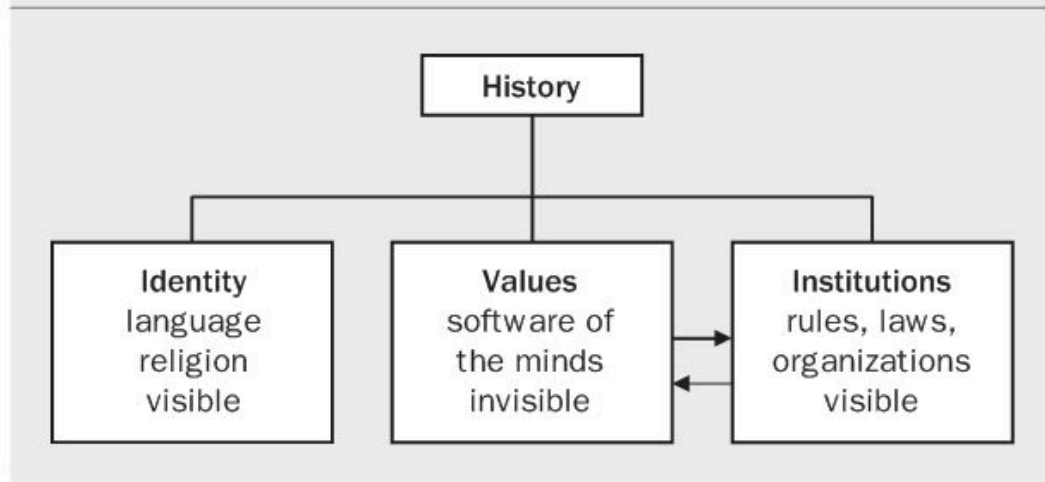 History
Identity
language
religion
visible
Values
software of
the minds
invisible
Institutions
rules, laws,
organizations
visible